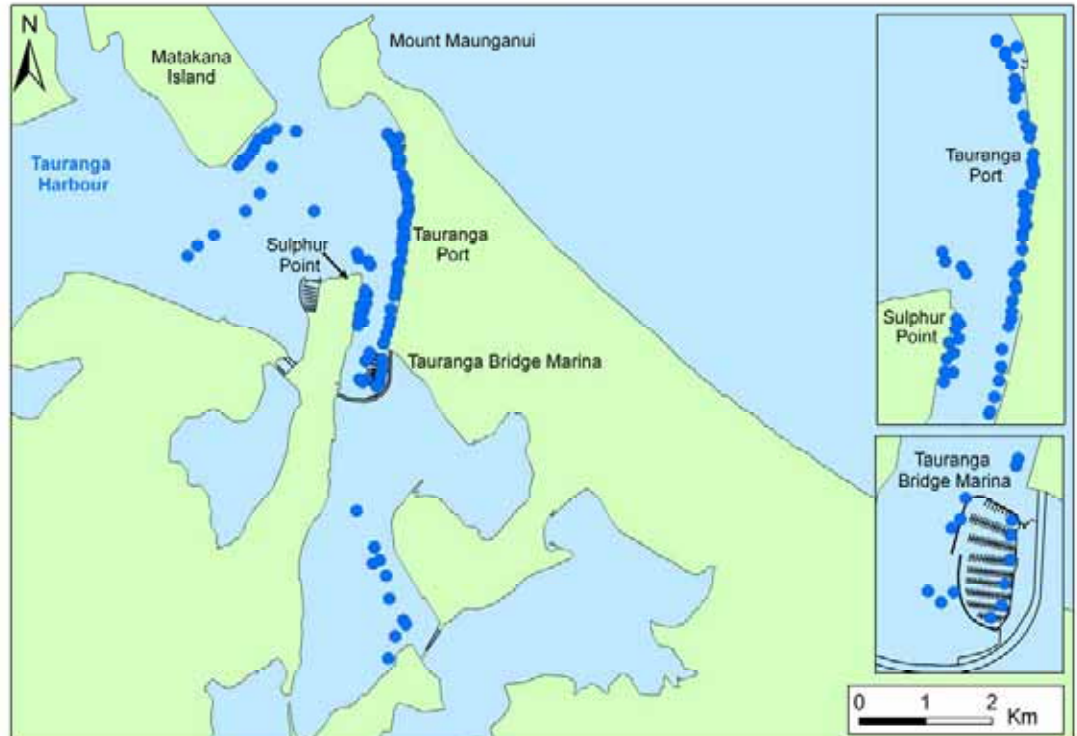 N
Matakana
Island
Mount Maunganui
Tauranga
Harbour
Sulphur
Point
Tauranga
Port
Tauranga Bridge Marina
Tauranga
Port
Sulphur
Point
Tauranga
Bridge Marina
0 1 2
Km